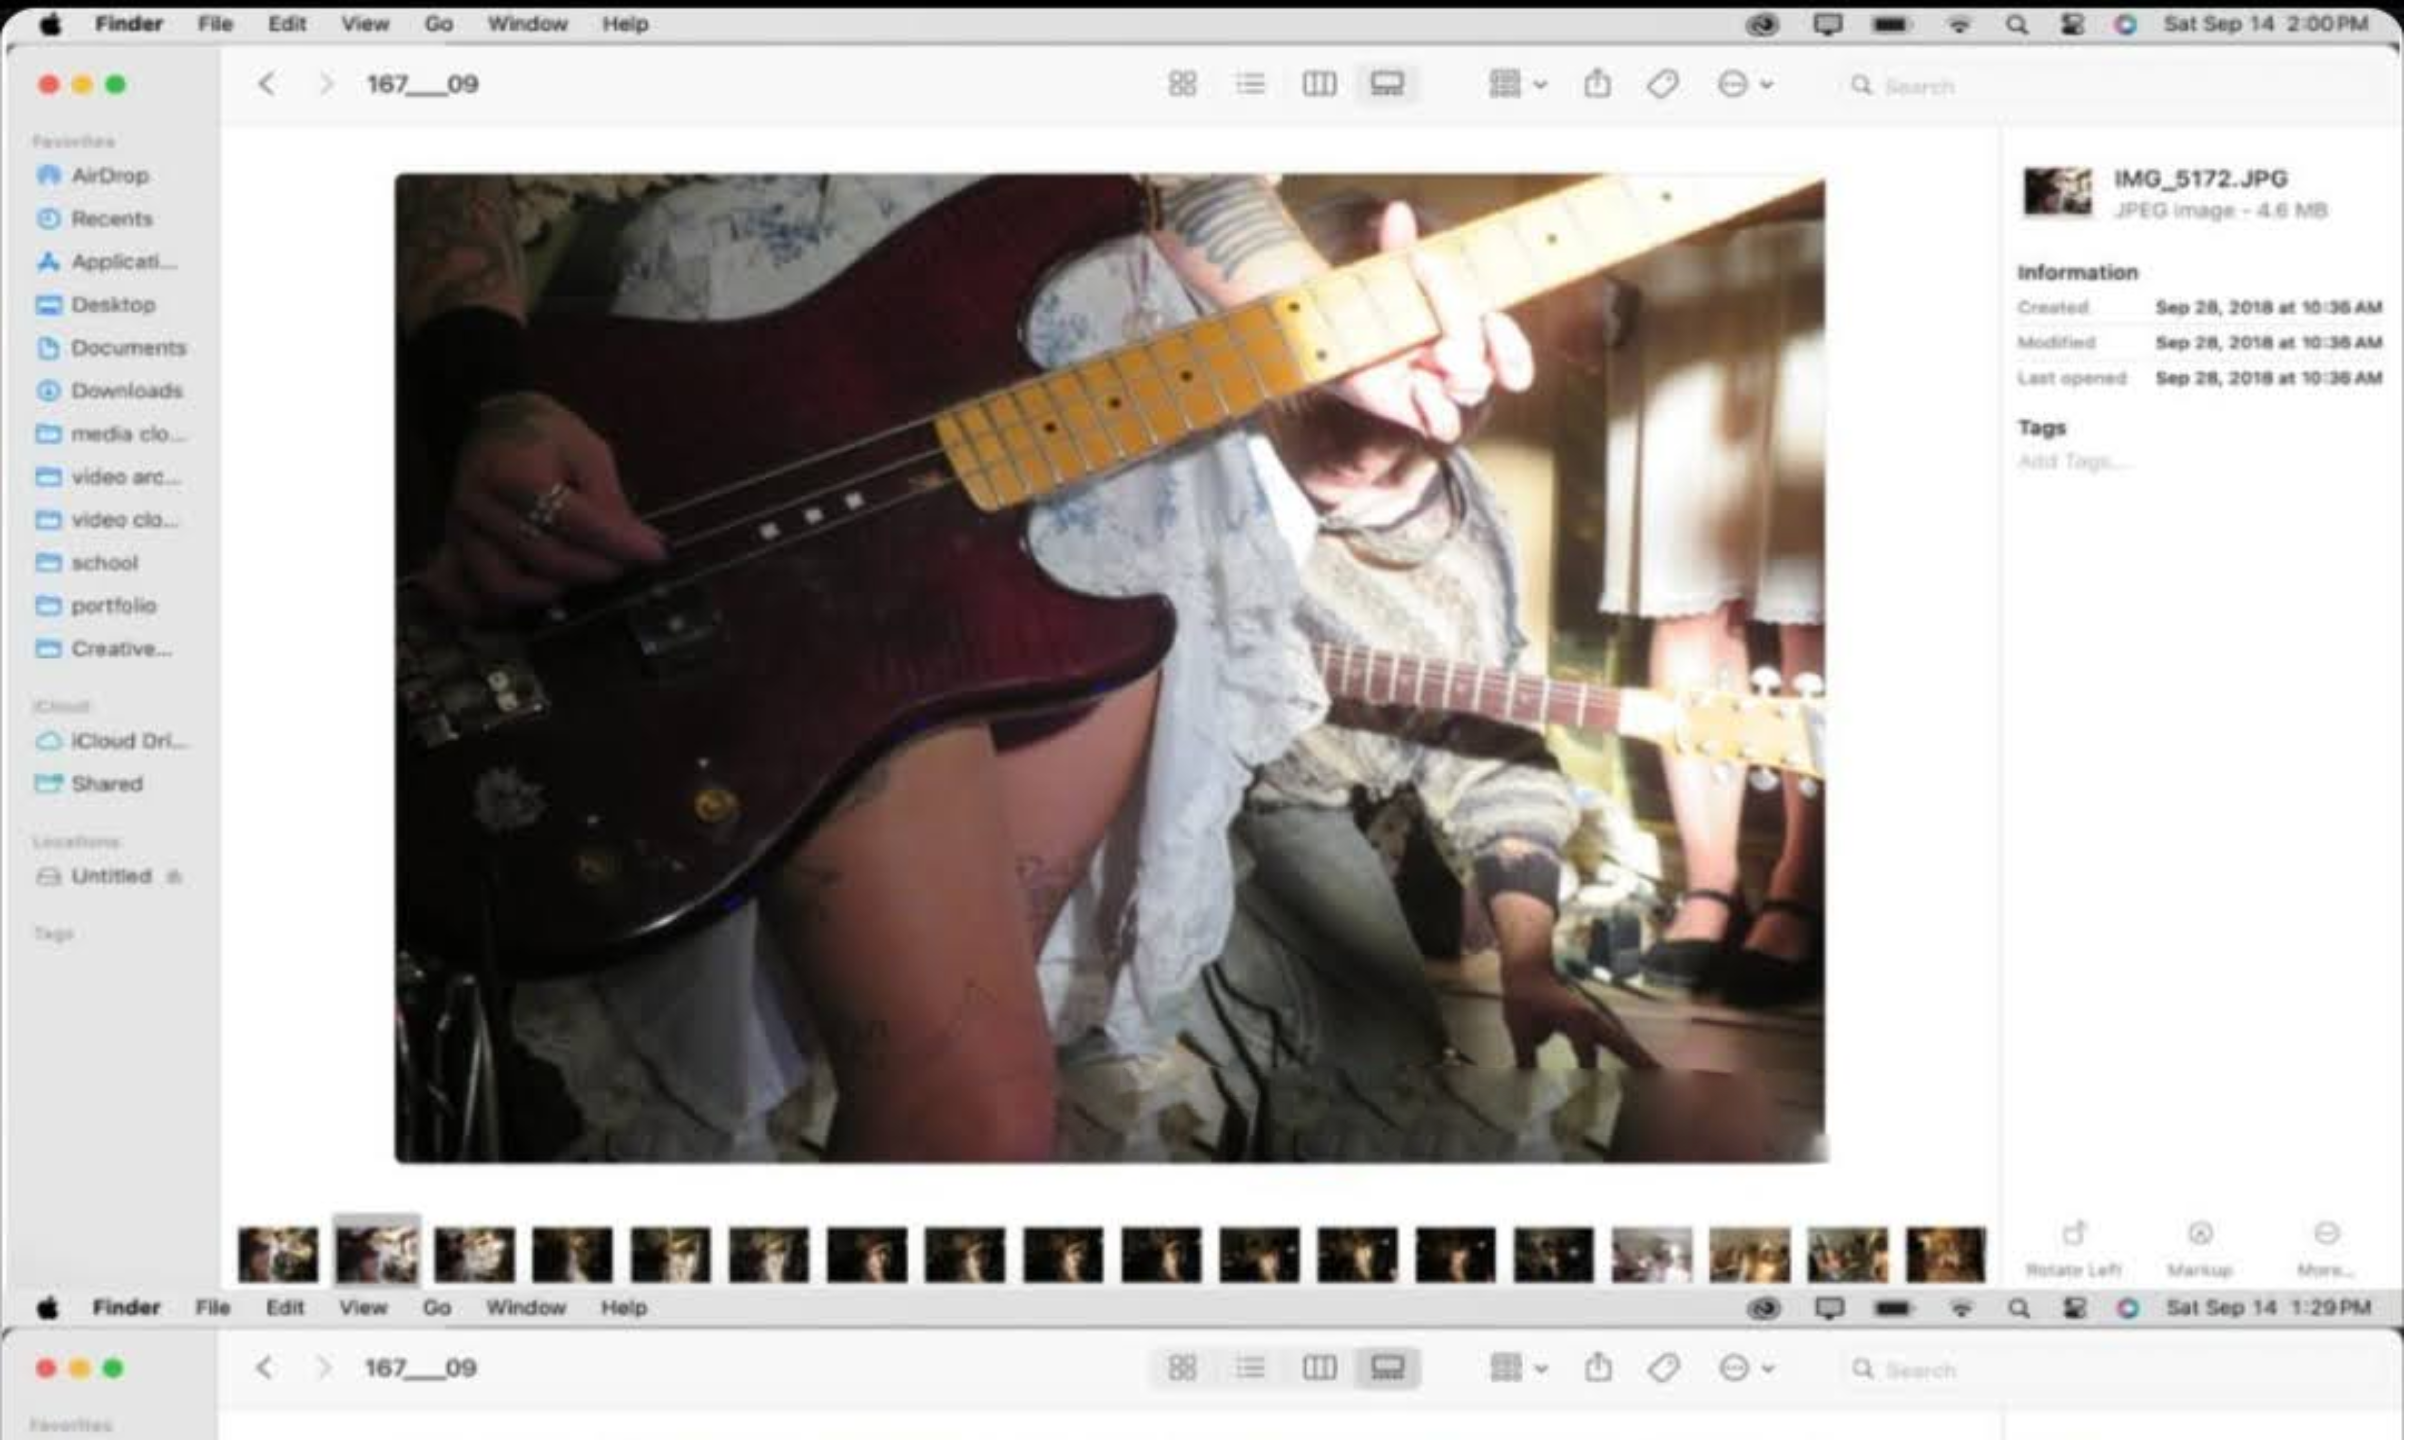 Finder File Edit View Go Window Help Sat Sep 14 2:00 PM
167___09 Search
Favorites
AirDrop
Recents
Applicati...
Desktop
Documents
Downloads
media clo...
video arc...
video clo...
school
portfolio
Creative...
iCloud
iCloud Dri...
Shared
Locations
Untitled
Tags
IMG_5172.JPG
JPEG image - 4.6 MB
Information
Created Sep 28, 2018 at 10:36 AM
Modified Sep 28, 2018 at 10:36 AM
Last opened Sep 28, 2018 at 10:36 AM
Tags
Add Tags...
Rotate Left Markup More...
Finder File Edit View Go Window Help Sat Sep 14 1:29 PM
167___09 Search
Favorites